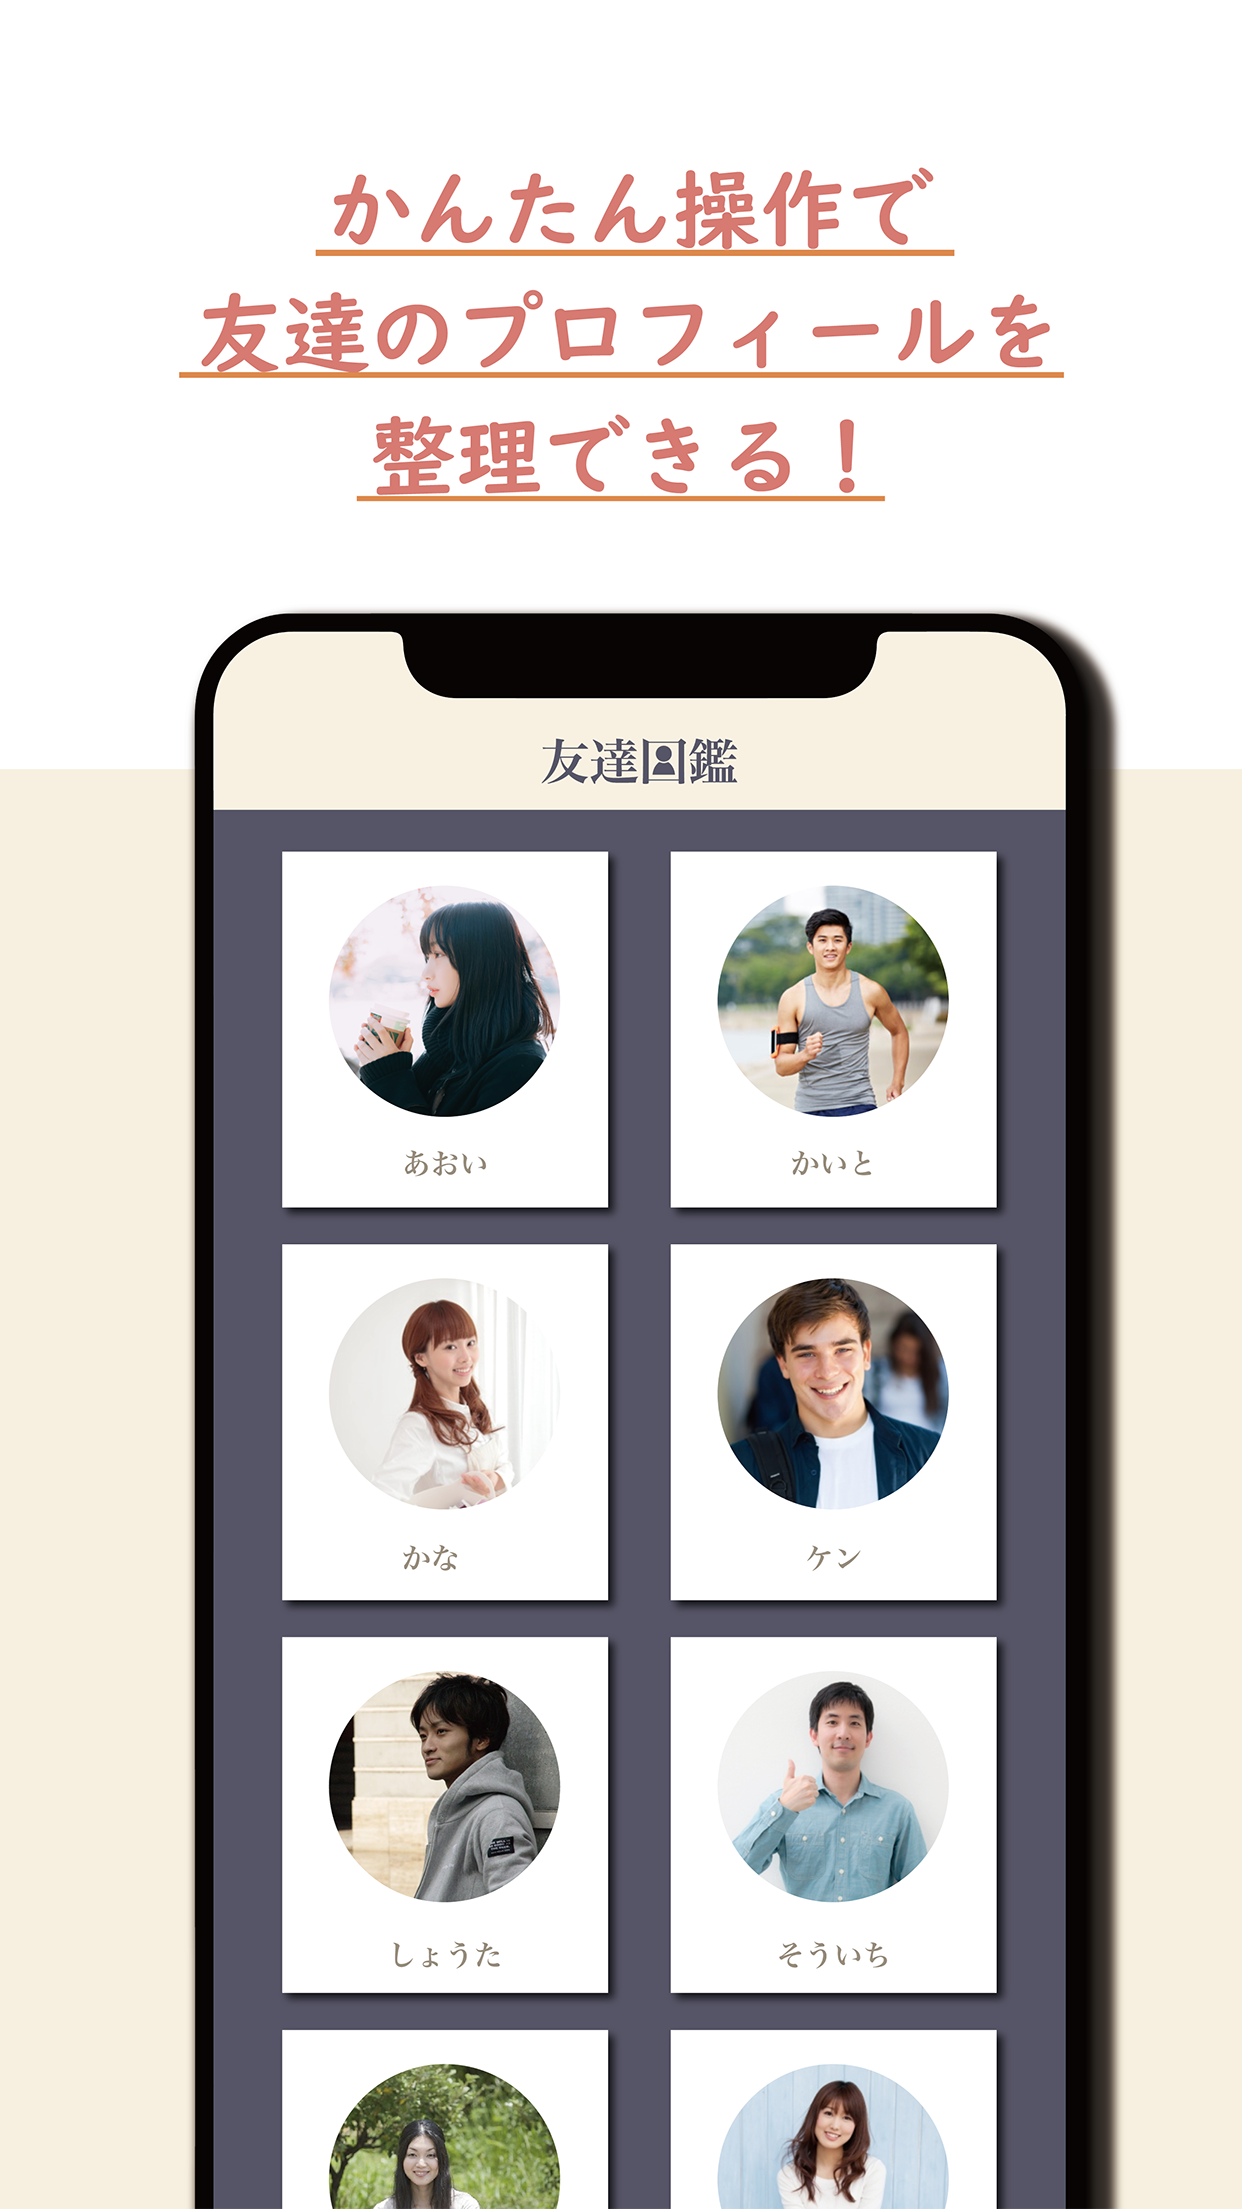 かんたん操作で
友達のプロフィールを
整理できる！
友達図鑑
あおい
かいと
かな
ケン
しょうた
そういち